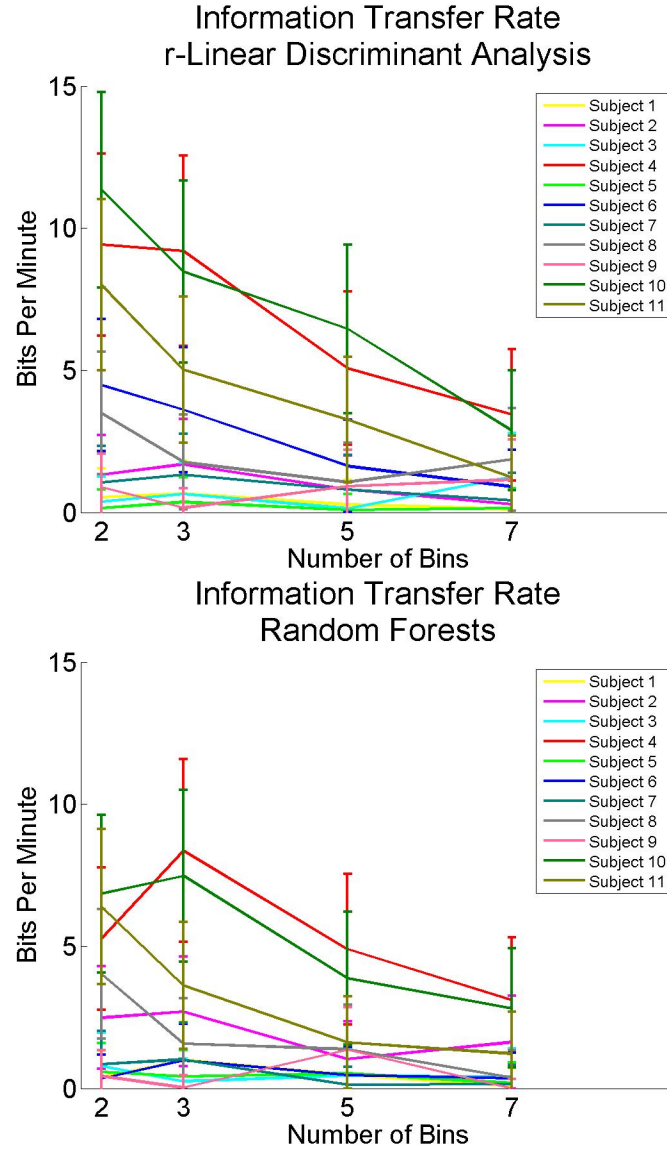 Information Transfer Rate
r-Linear Discriminant Analysis
15
10
5
0
Bits Per Minute
2 3 5 7
Number of Bins
Subject 1
Subject 2
Subject 3
Subject 4
Subject 5
Subject 6
Subject 7
Subject 8
Subject 9
Subject 10
Subject 11
Information Transfer Rate
Random Forests
15
10
5
0
Bits Per Minute
2 3 5 7
Number of Bins
Subject 1
Subject 2
Subject 3
Subject 4
Subject 5
Subject 6
Subject 7
Subject 8
Subject 9
Subject 10
Subject 11